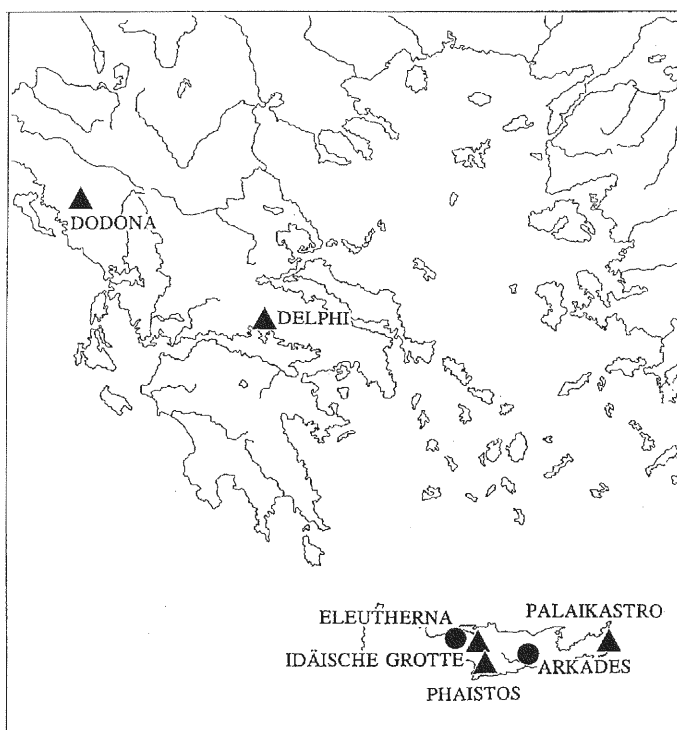 DODONA
DELPHI
ELEUTHERNA
PALAIKASTRO
IDÄISCHE GROTTE
ARKADES
PHAISTOS